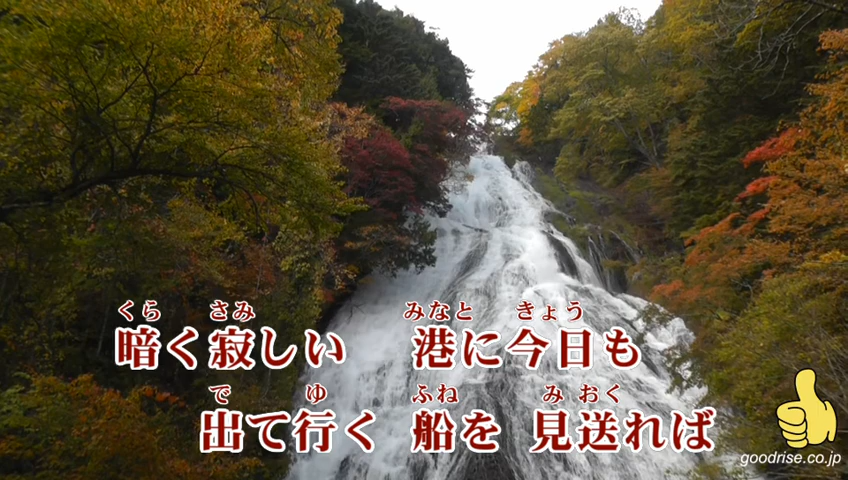 くら さみ みなと きょう
暗く寂しい 港に今日も
で ゆ ふね み おく
出て行く 船を 見送れば
goodrise.co.jp